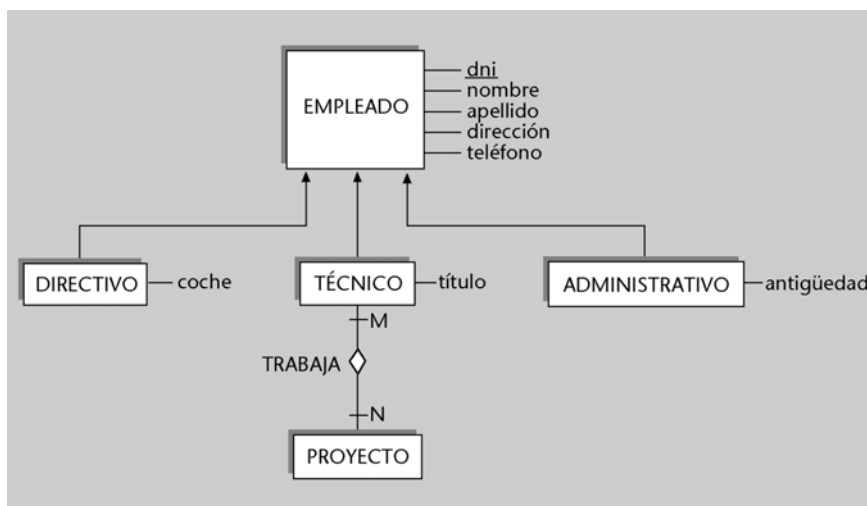 EMPLEADO
dni
nombre
apellido
dirección
teléfono
DIRECTIVO
coche
TÉCNICO
título
ADMINISTRATIVO
antigüedad
M
TRABAJA
N
PROYECTO